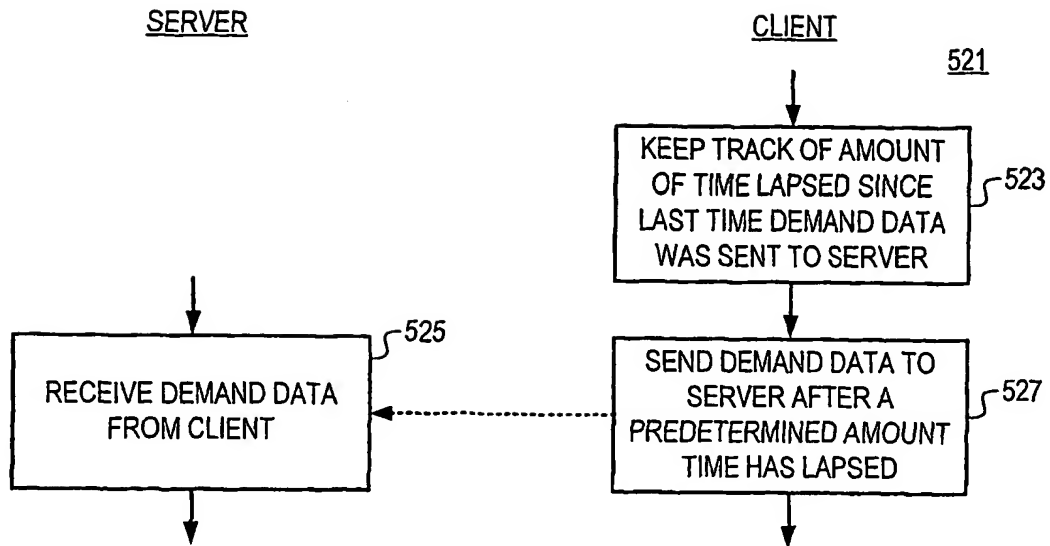 SERVER
CLIENT
521
KEEP TRACK OF AMOUNT
OF TIME LAPSED SINCE
LAST TIME DEMAND DATA
WAS SENT TO SERVER
523
RECEIVE DEMAND DATA
FROM CLIENT
525
SEND DEMAND DATA TO
SERVER AFTER A
PREDETERMINED AMOUNT
TIME HAS LAPSED
527